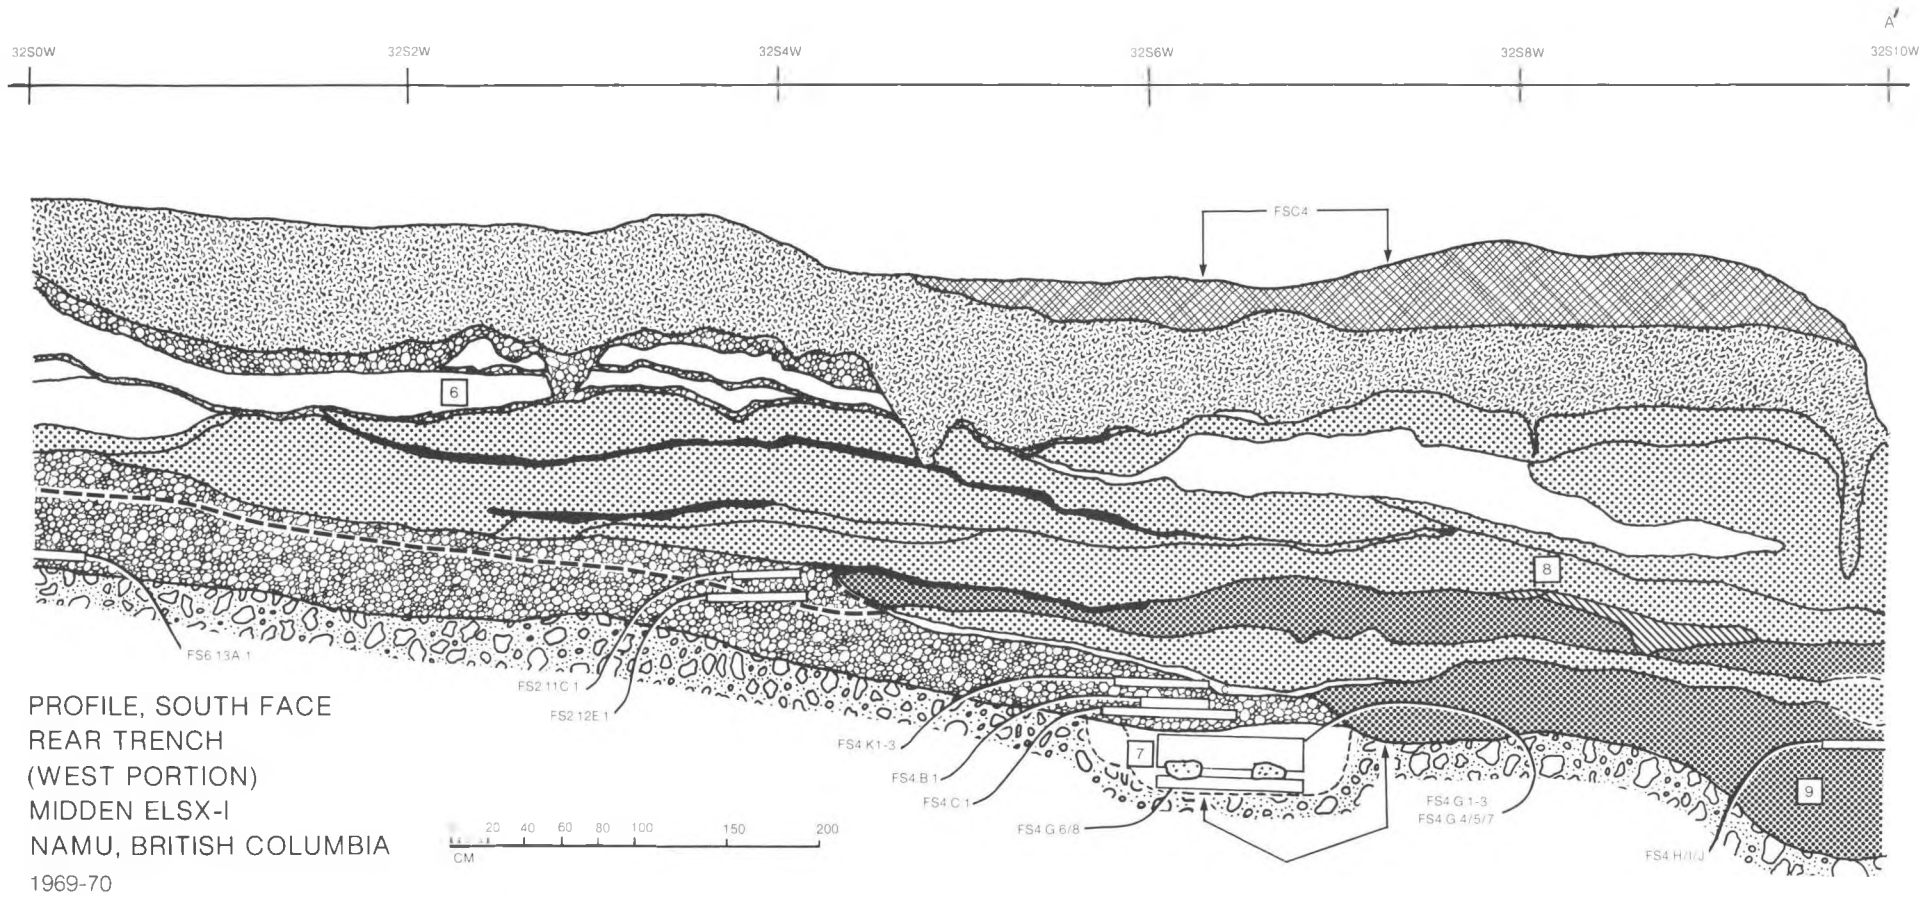 A'
32S0W 32S2W 32S4W 32S6W 32S8W 32S10W
FSC4
6
8
FS6.13A.1
FS2.11C.1
FS2.12E.1
FS4.K1-3
FS4.B.1
FS4.C.1
7
FS4.G.6/8
FS4.G.1-3
FS4.G.4/5/7
9
FS4.H/I/J
PROFILE, SOUTH FACE
REAR TRENCH
(WEST PORTION)
MIDDEN ELSX-I
NAMU, BRITISH COLUMBIA
1969-70
20 40 60 80 100 150 200
CM